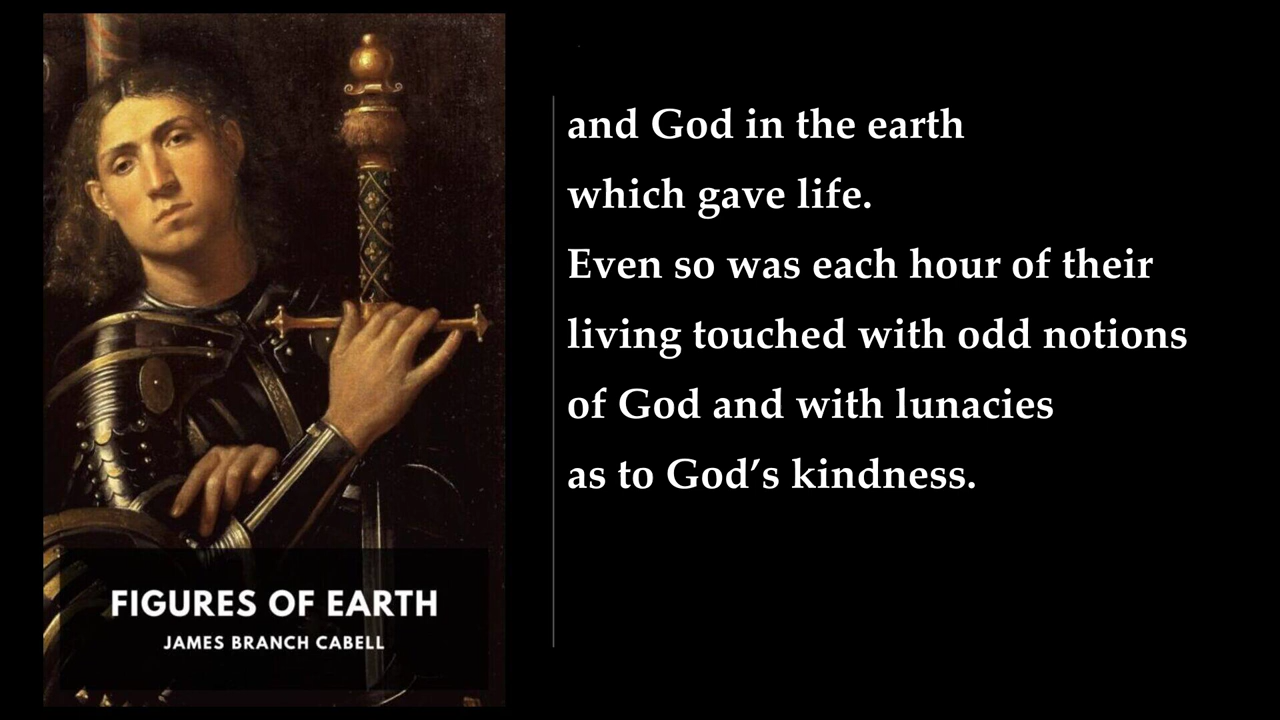 FIGURES OF EARTH
JAMES BRANCH CABELL
and God in the earth
which gave life.
Even so was each hour of their
living touched with odd notions
of God and with lunacies
as to God’s kindness.